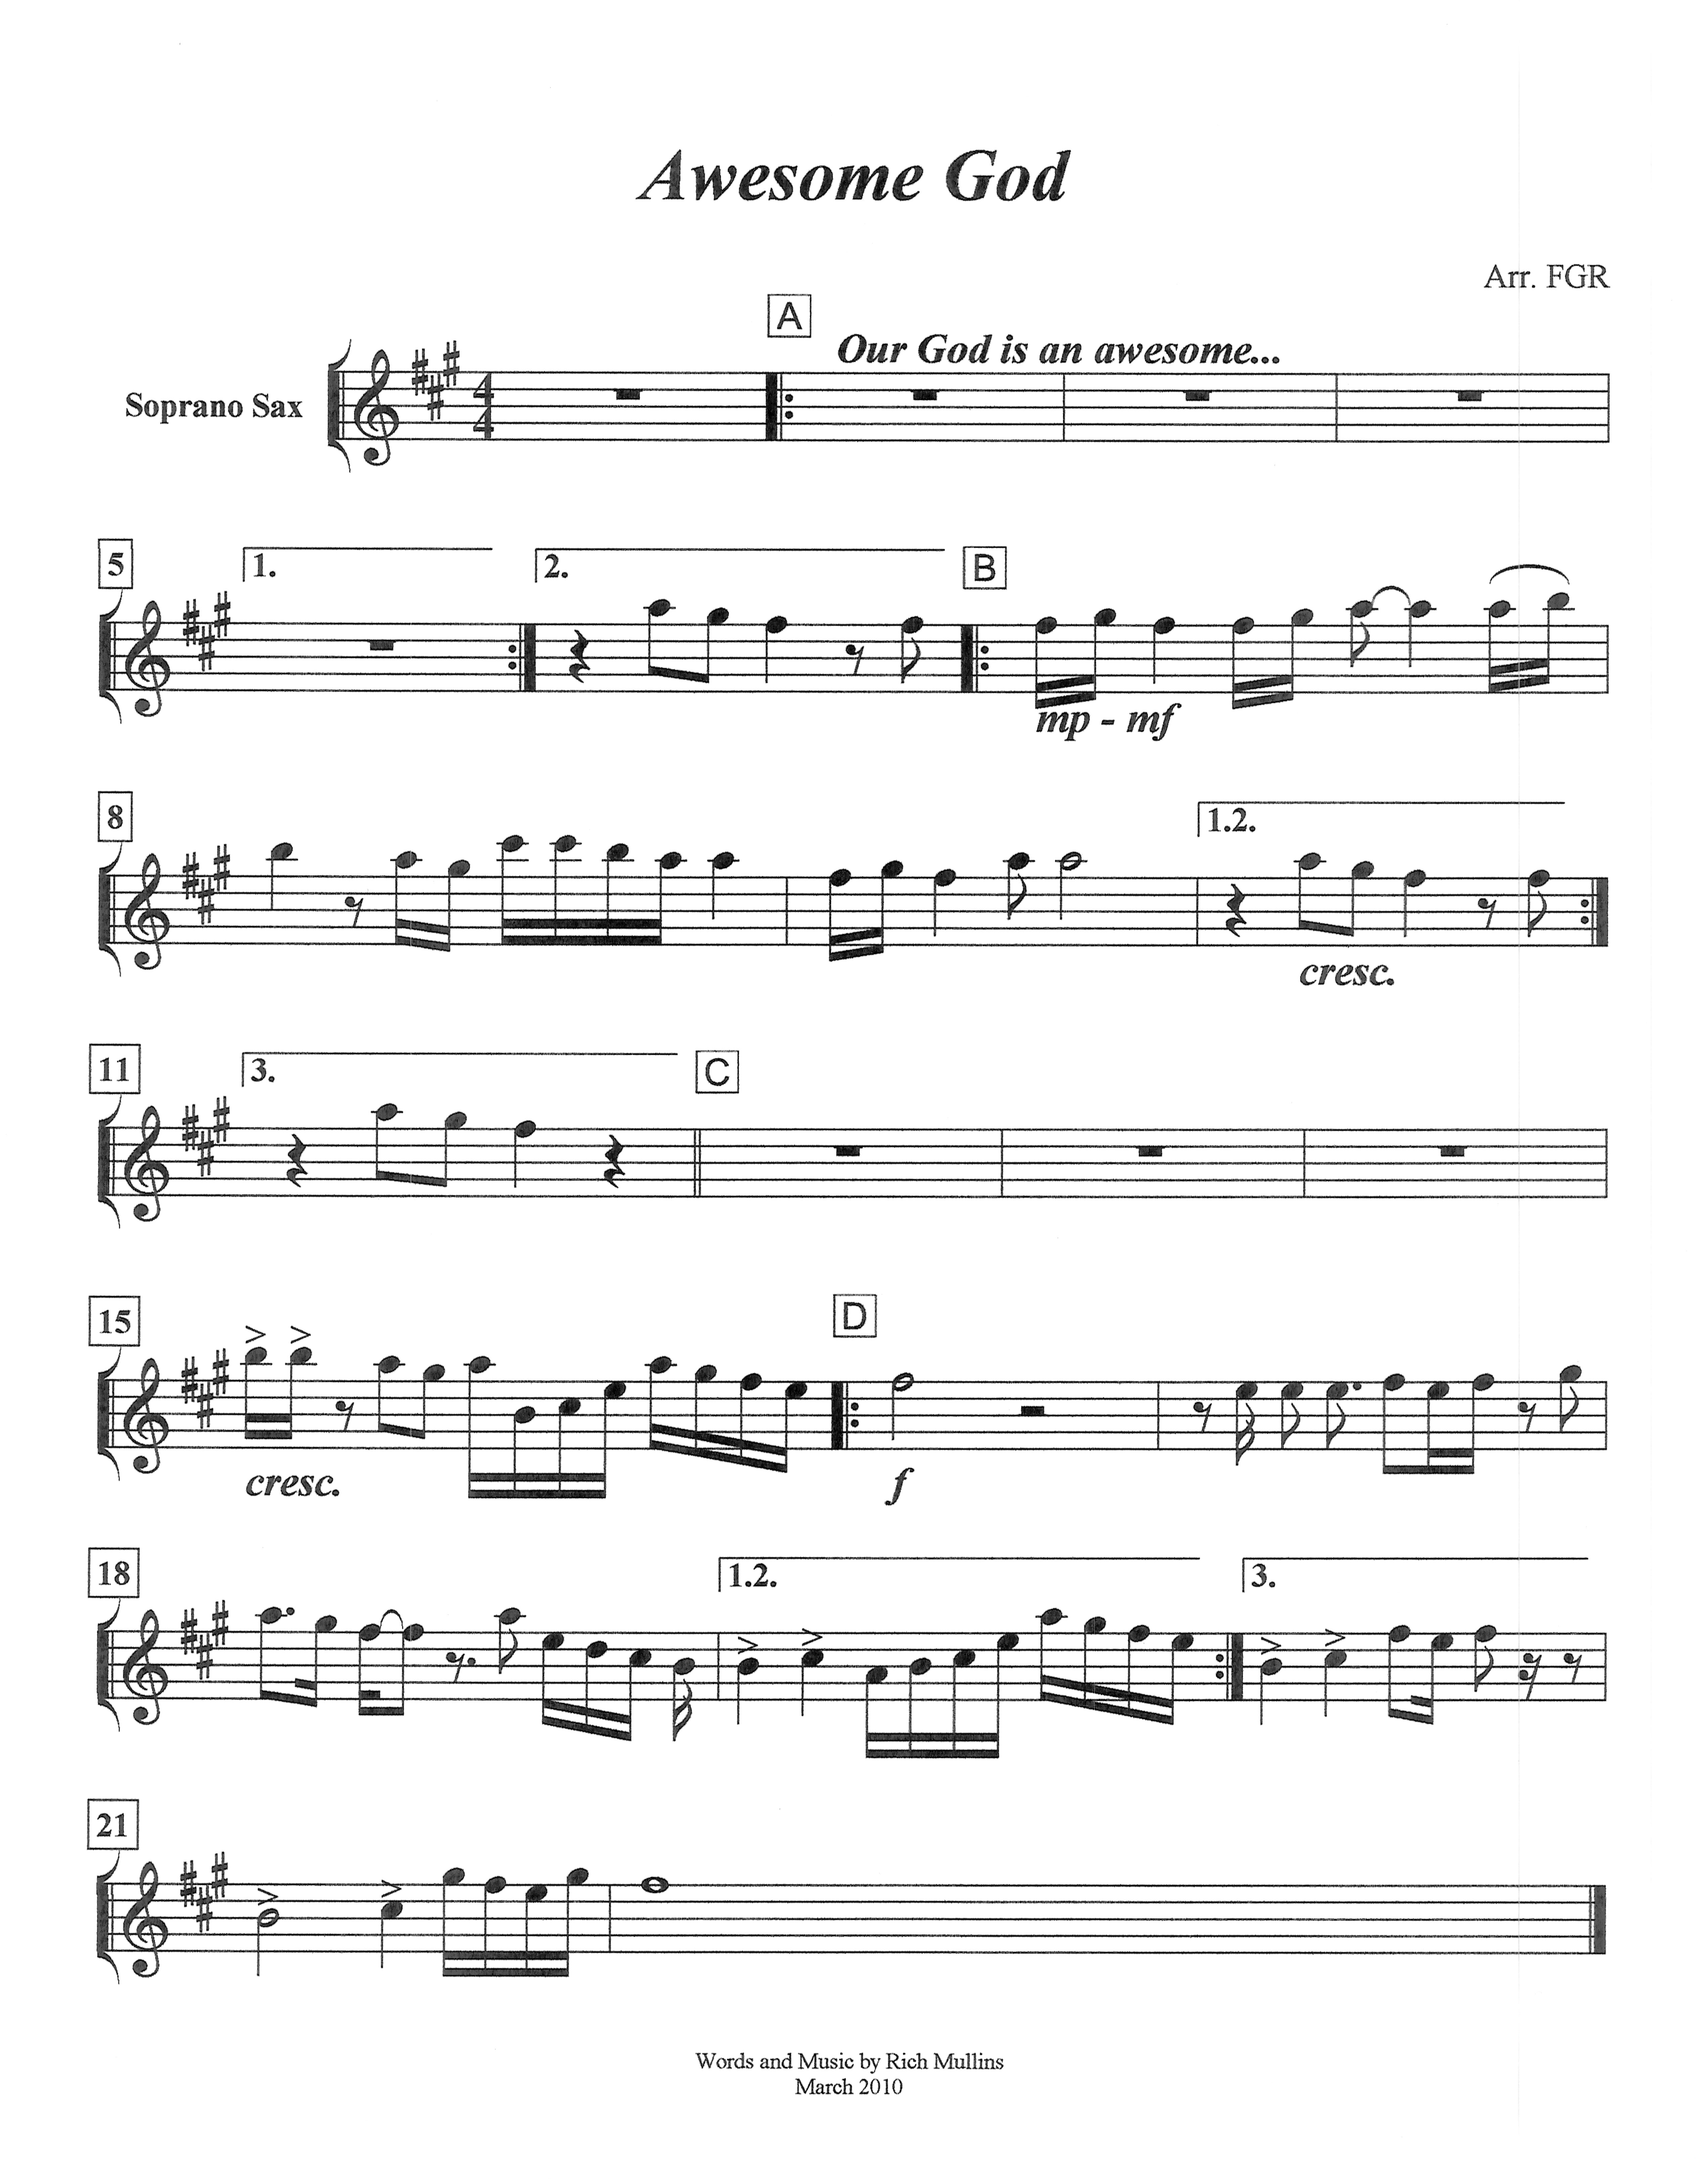 Awesome God
Arr. FGR
A
Our God is an awesome...
Soprano Sax
4
4
5
1.
2.
B
mp - mf
8
1.2.
cresc.
11
3.
C
15
D
cresc.
f
18
1.2.
3.
21
Words and Music by Rich Mullins
March 2010